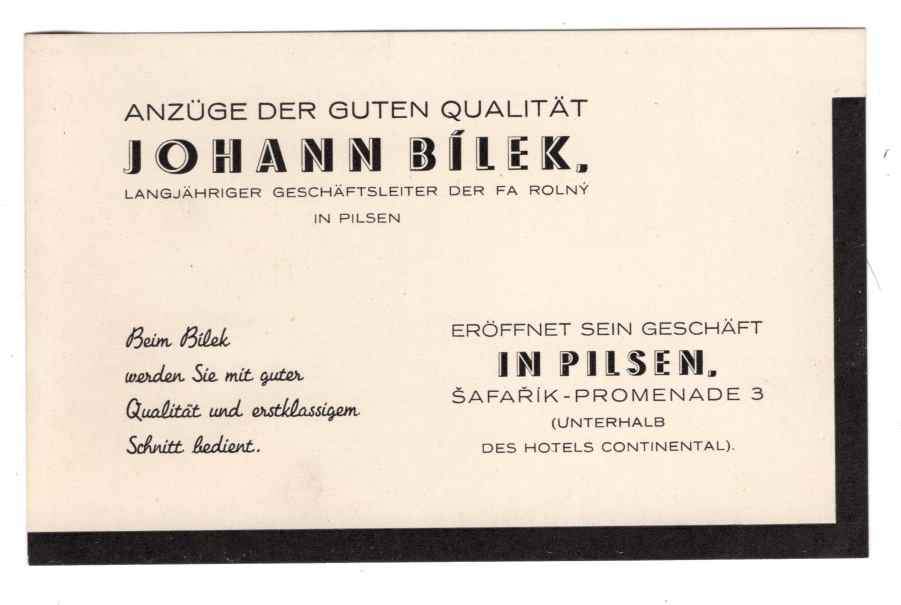 ANZÜGE DER GUTEN QUALITÄT
JOHANN BÍLEK,
LANGJÄHRIGER GESCHÄFTSLEITER DER FA ROLNÝ
IN PILSEN
Beim Bílek
werden Sie mit guter
Qualität und erstklassigem
Schnitt bedient.
ERÖFFNET SEIN GESCHÄFT
IN PILSEN,
ŠAFAŘÍK-PROMENADE 3
(UNTERHALB
DES HOTELS CONTINENTAL).